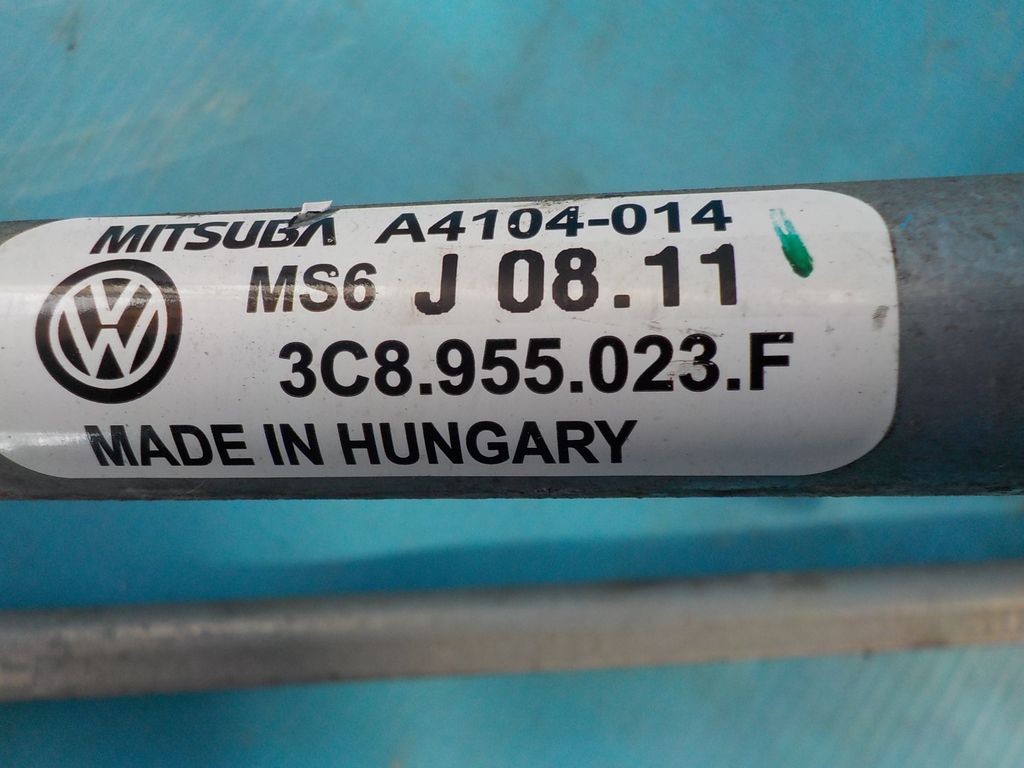 MITSUBA A4104-014
MS6 J 08.11
3C8.955.023.F
MADE IN HUNGARY